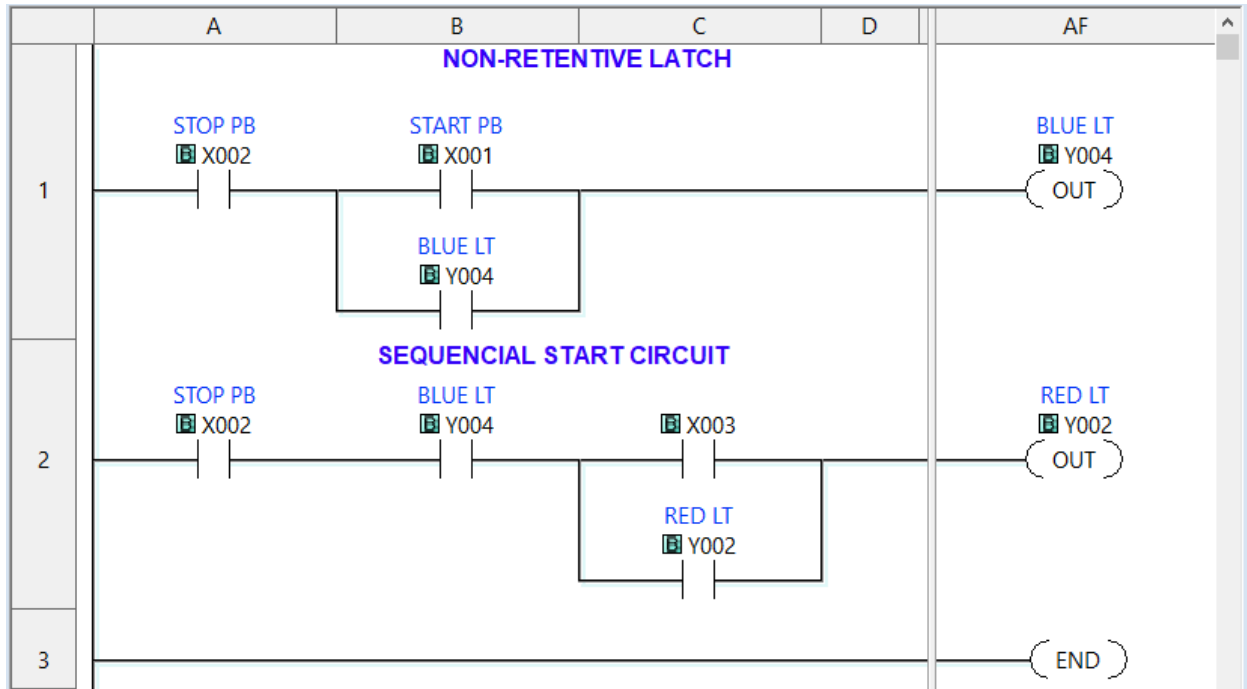 A B C D AF
NON-RETENTIVE LATCH
STOP PB START PB BLUE LT
B X002 B X001 B Y004
1 OUT
BLUE LT
B Y004
SEQUENCIAL START CIRCUIT
STOP PB BLUE LT RED LT
B X002 B Y004 B X003 B Y002
2 OUT
RED LT
B Y002
3 END